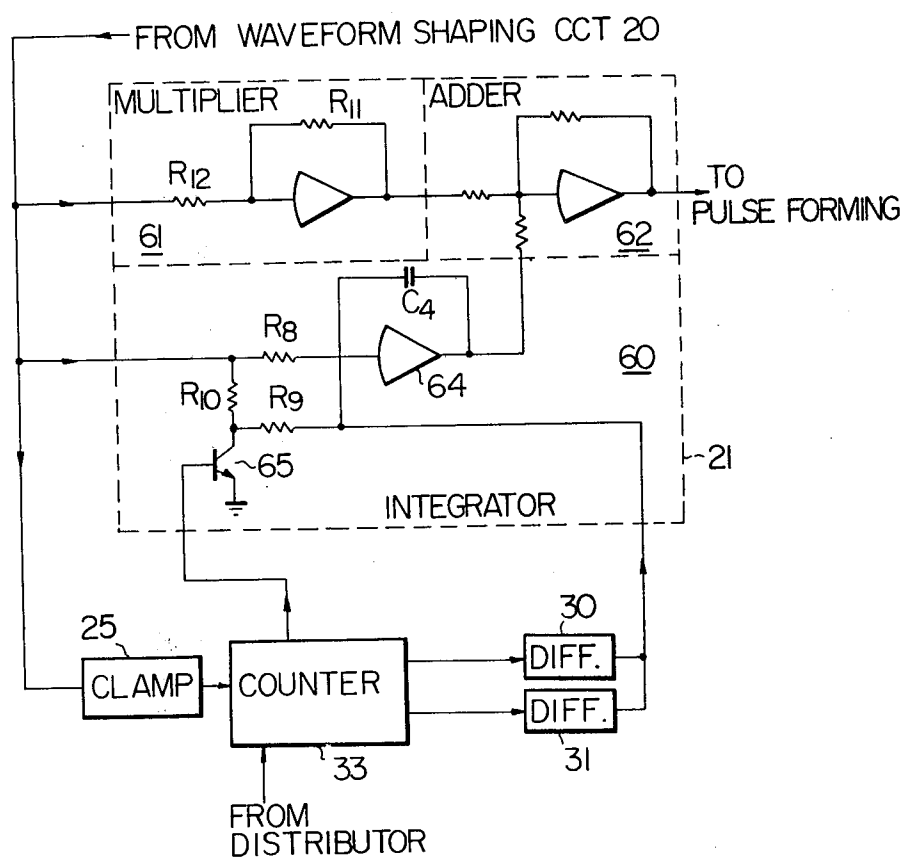 FROM WAVEFORM SHAPING CCT 20
MULTIPLIER
ADDER
R11
R12
TO
PULSE FORMING
61
62
C4
R8
64
60
R10
R9
65
21
INTEGRATOR
25
30
CLAMP
COUNTER
DIFF.
DIFF.
33
31
FROM
DISTRIBUTOR